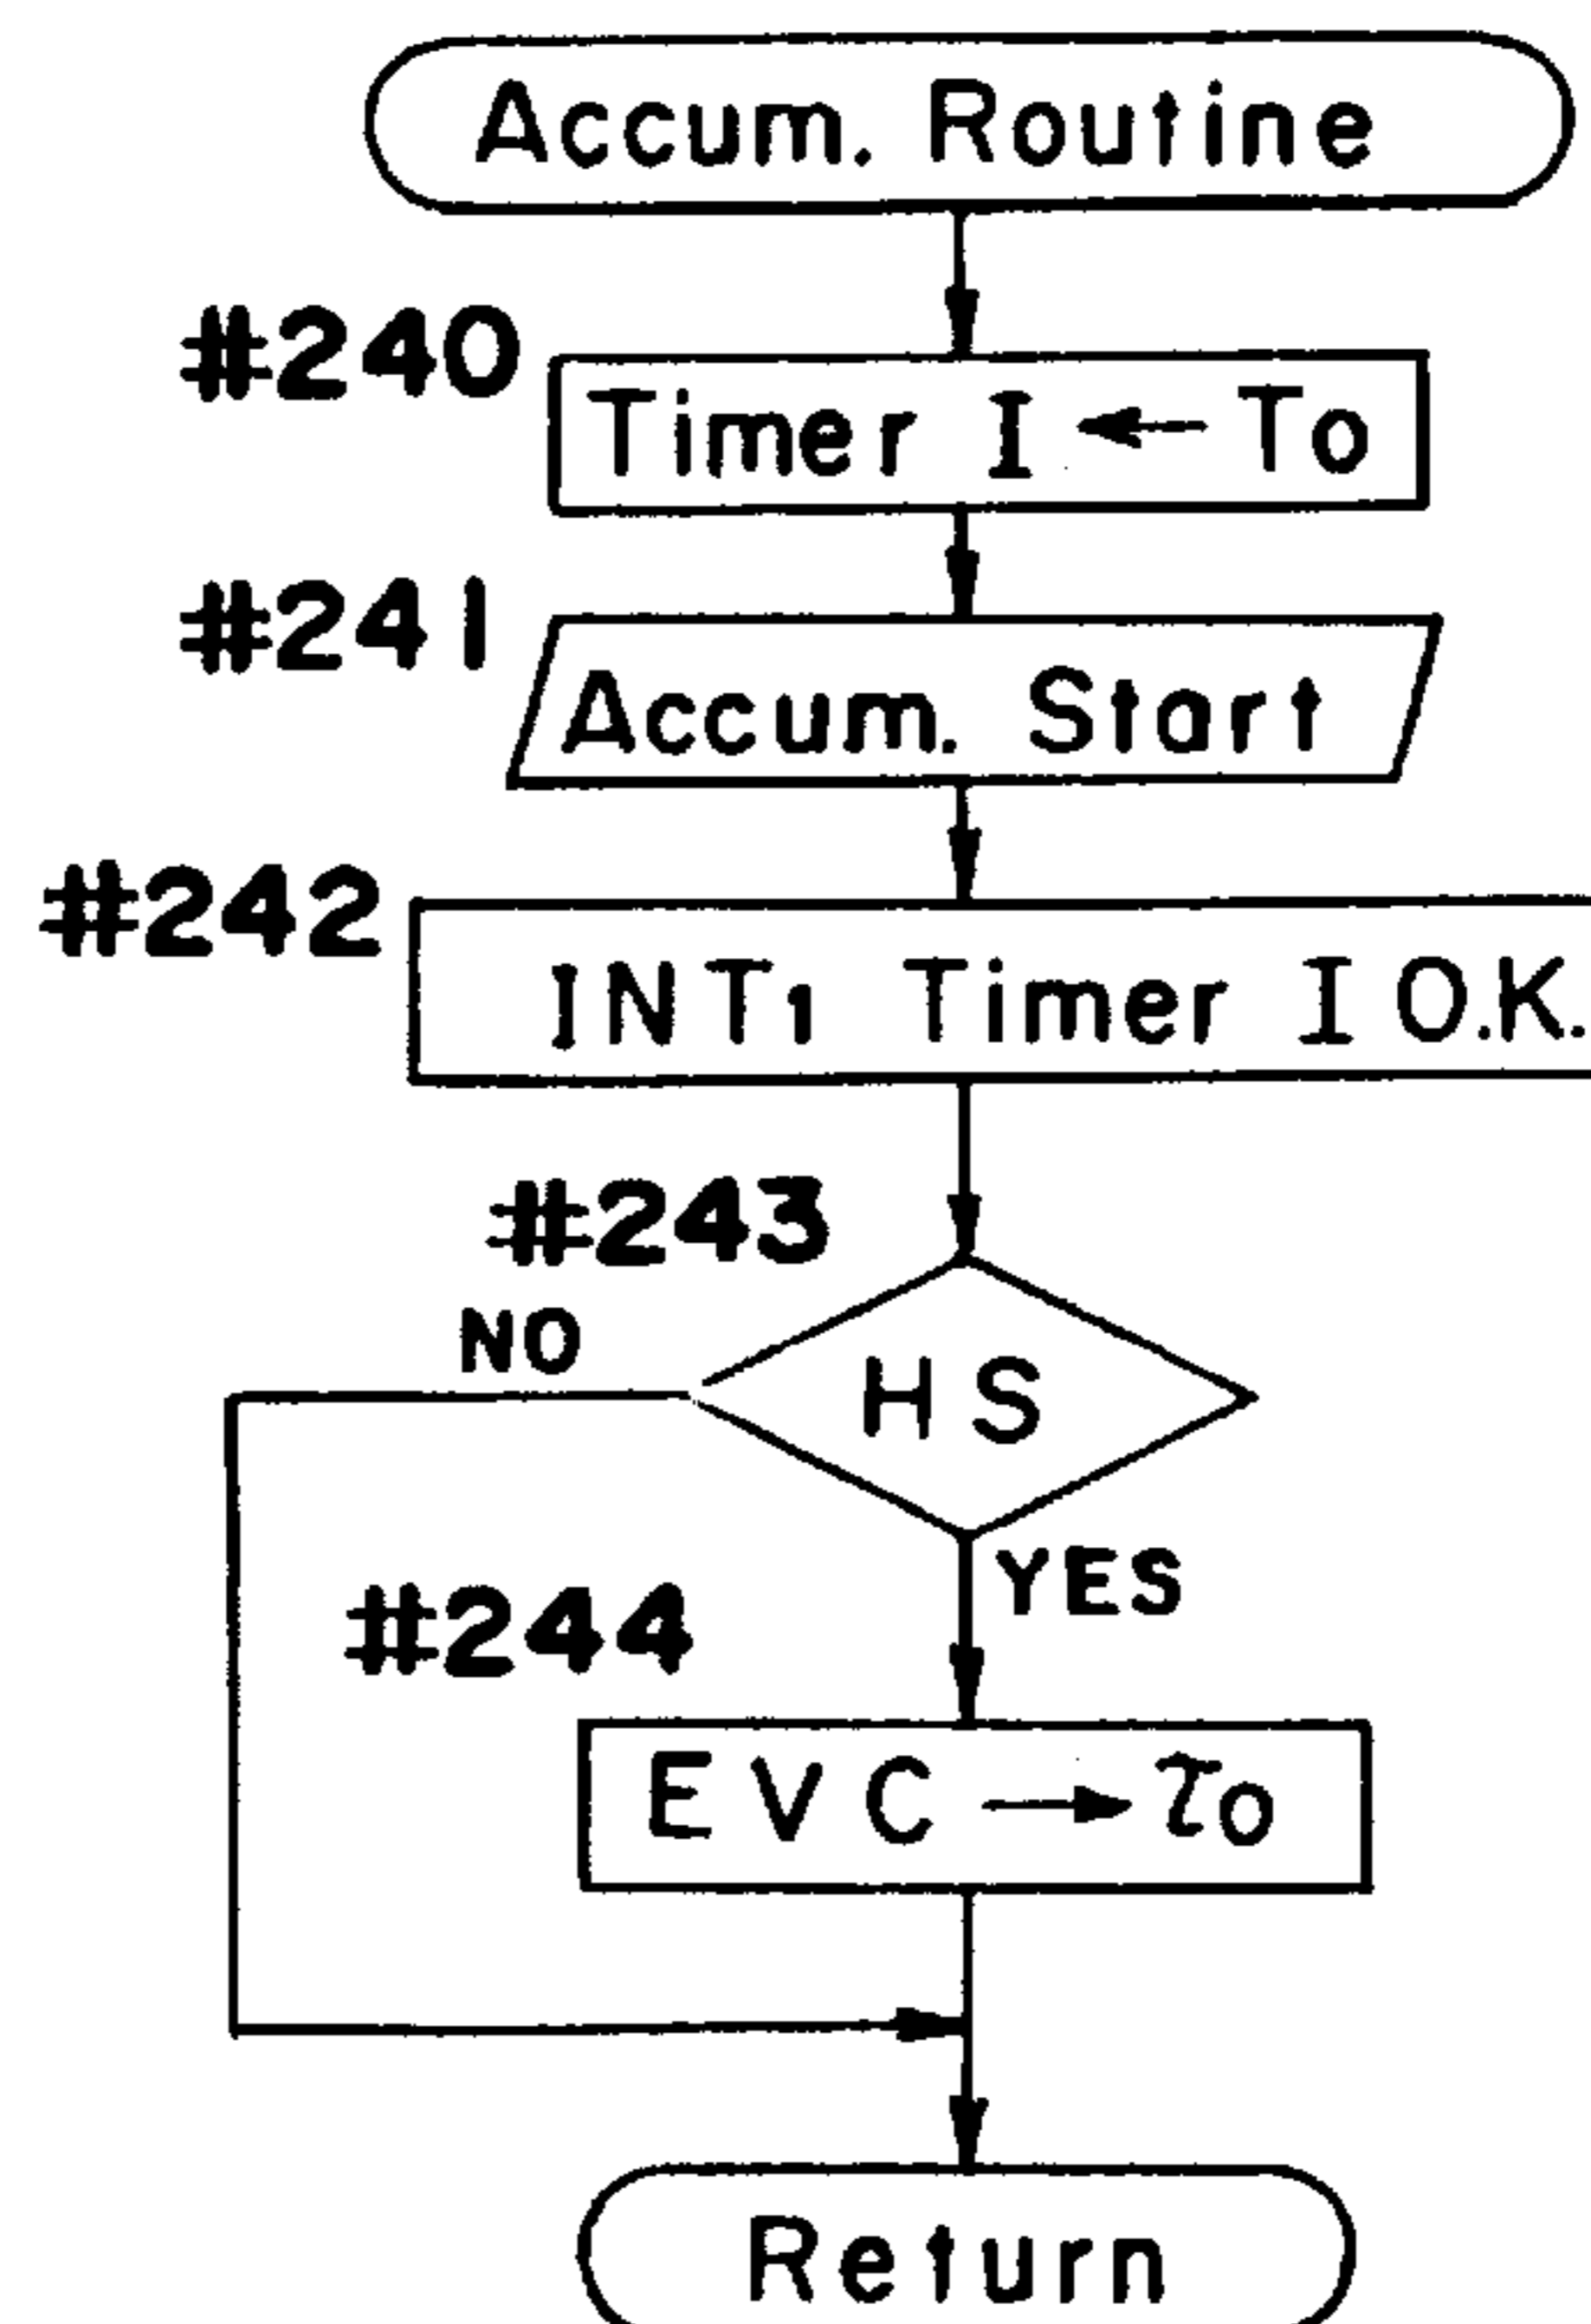 Accum. Routine
#240
Timer I ← To
#241
Accum. Start
#242
INT1 Timer I O.K.
#243
NO
HS
YES
#244
EVC → τo
Return